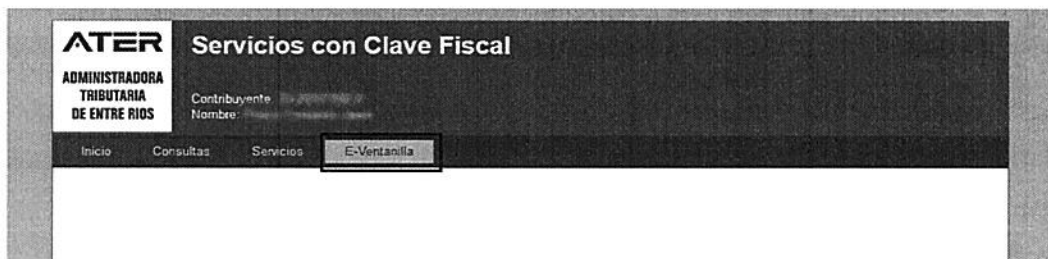 ATER
ADMINISTRADORA
TRIBUTARIA
DE ENTRE RIOS
Servicios con Clave Fiscal
Contribuyente
Nombre:
Inicio Consultas Servicios E-Ventanilla